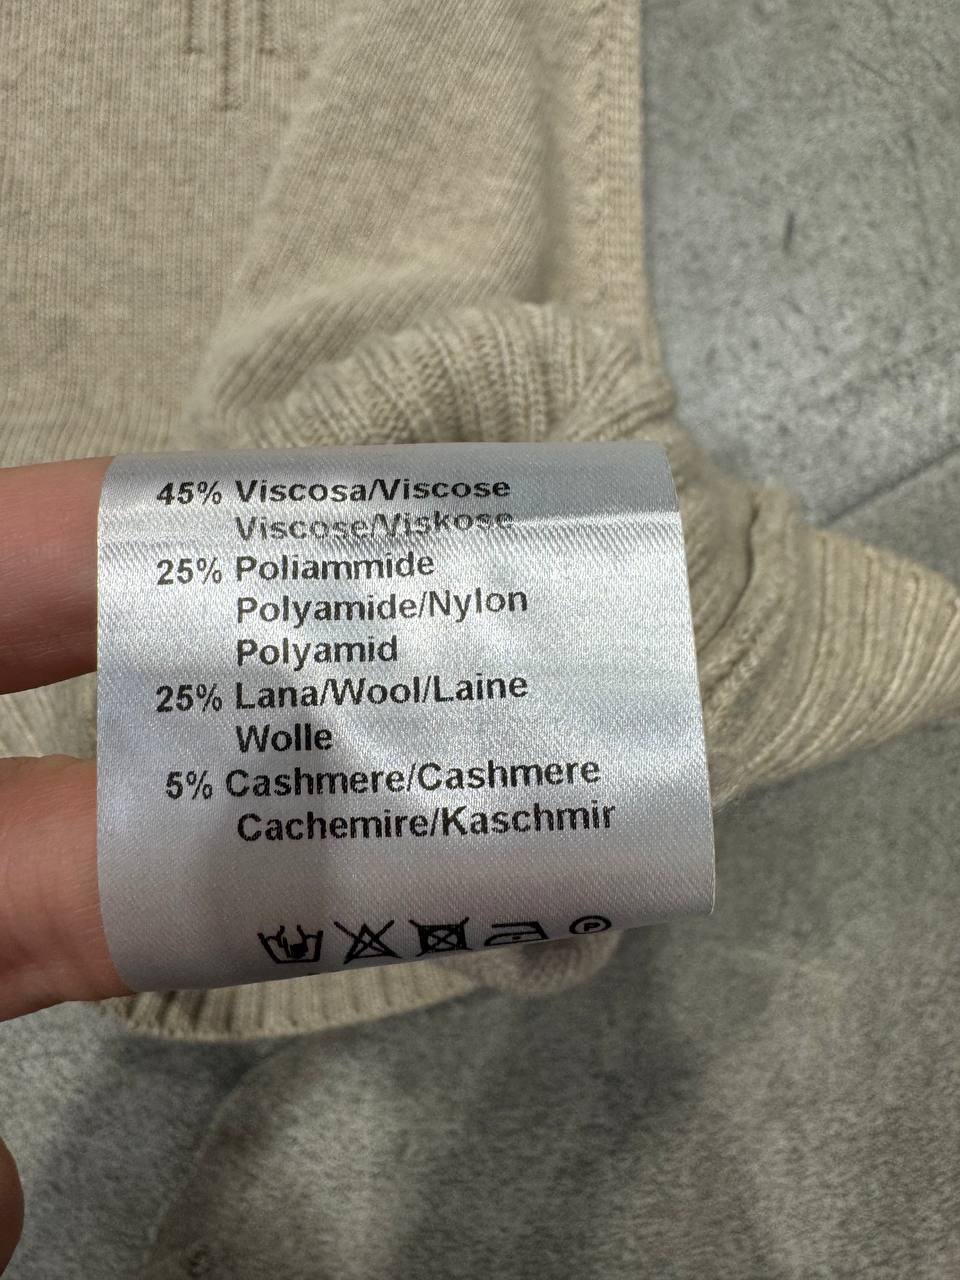 45% Viscosa/Viscose
Viscose/Viskose
25% Poliammide
Polyamide/Nylon
Polyamid
25% Lana/Wool/Laine
Wolle
5% Cashmere/Cashmere
Cachemire/Kaschmir
P